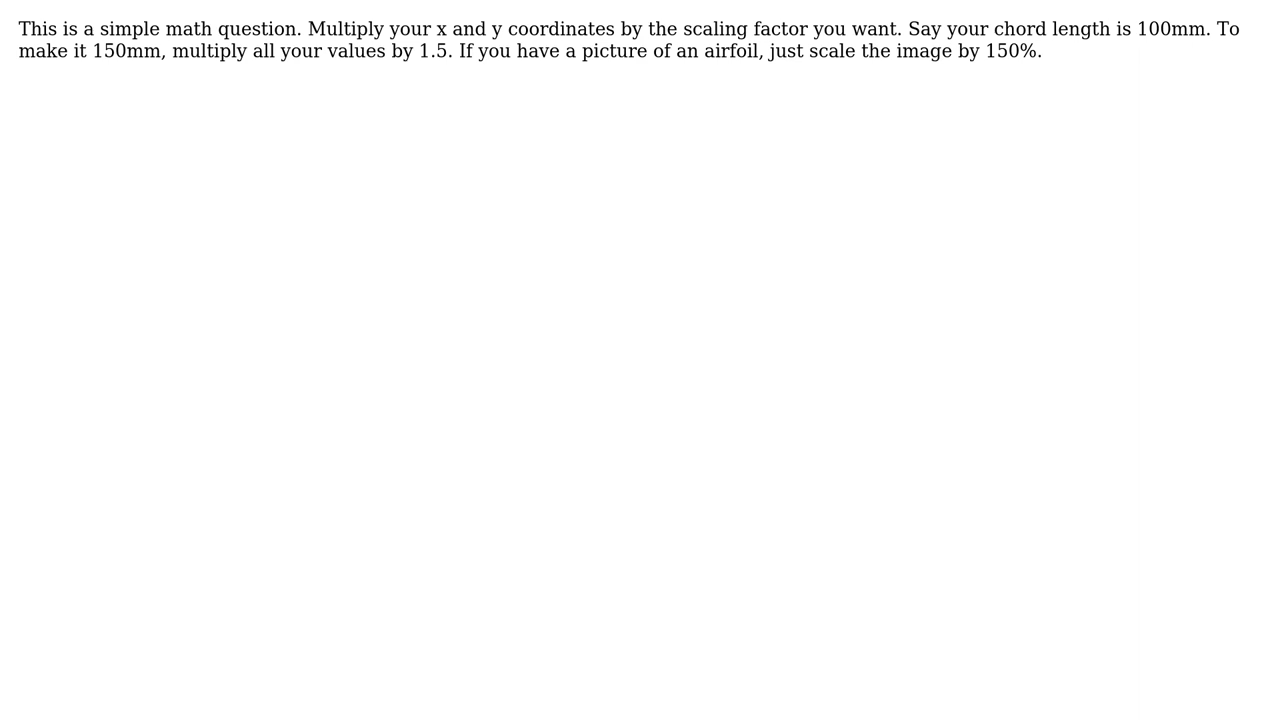 This is a simple math question. Multiply your x and y coordinates by the scaling factor you want. Say your chord length is 100mm. To
make it 150mm, multiply all your values by 1.5. If you have a picture of an airfoil, just scale the image by 150%.